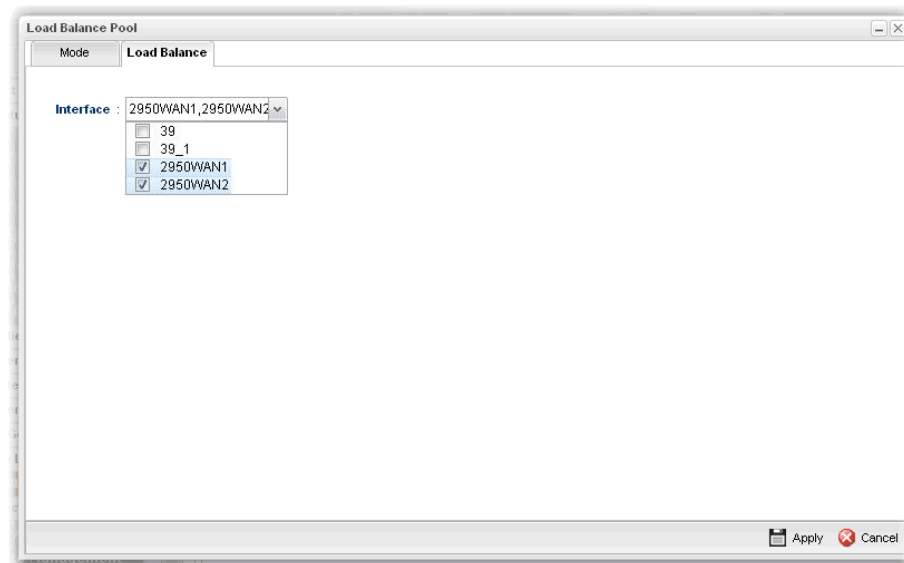 Load Balance Pool
Mode Load Balance
Interface : 2950WAN1,2950WAN2
39
39_1
2950WAN1
2950WAN2
Apply Cancel